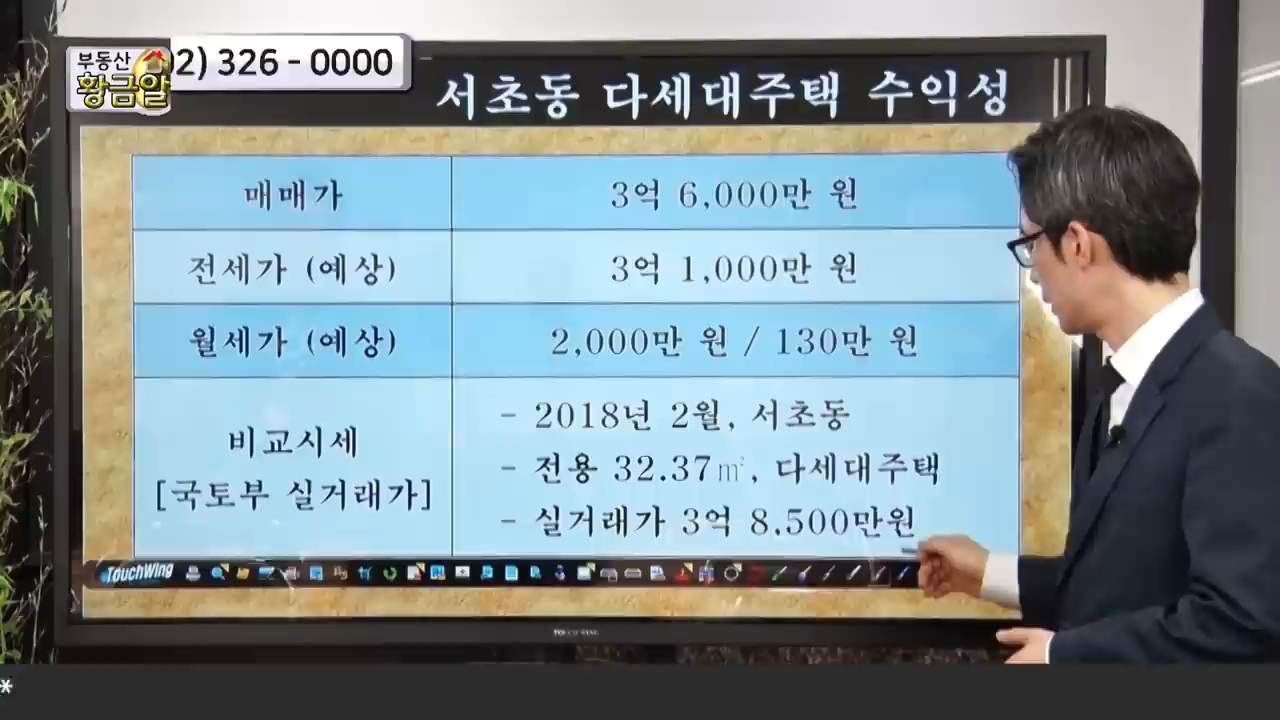 부동산
황금알
2) 326 - 0000
서초동 다세대주택 수익성
매매가
3억 6,000만 원
전세가 (예상)
3억 1,000만 원
월세가 (예상)
2,000만 원 / 130만 원
비교시세
[국토부 실거래가]
- 2018년 2월, 서초동
- 전용 32.37㎡, 다세대주택
- 실거래가 3억 8,500만원
TouchWing
*